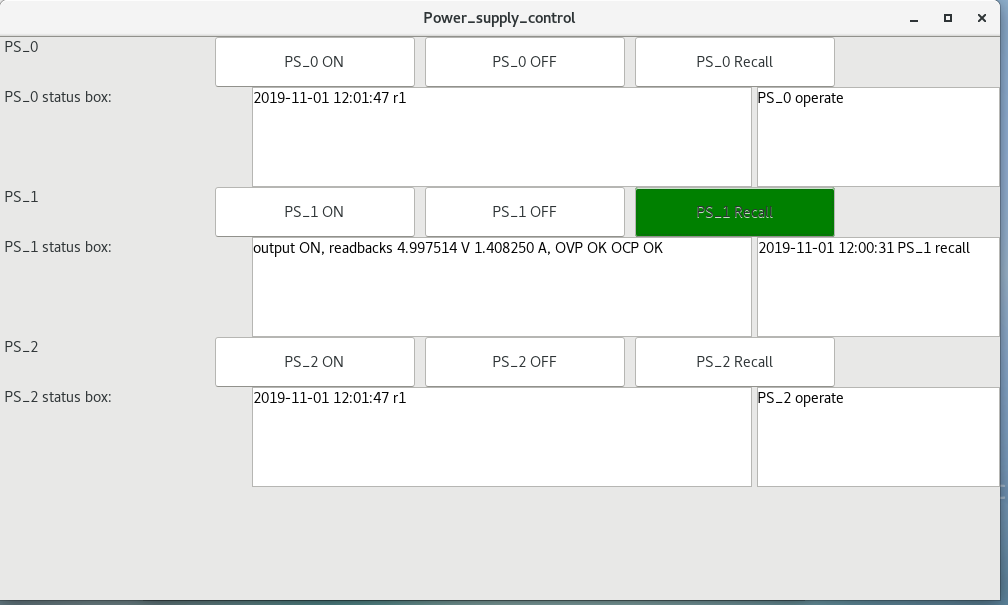 Power_supply_control
PS_0
PS_0 ON
PS_0 OFF
PS_0 Recall
PS_0 status box:
2019-11-01 12:01:47 r1
PS_0 operate
PS_1
PS_1 ON
PS_1 OFF
PS_1 Recall
PS_1 status box:
output ON, readbacks 4.997514 V 1.408250 A, OVP OK OCP OK
2019-11-01 12:00:31 PS_1 recall
PS_2
PS_2 ON
PS_2 OFF
PS_2 Recall
PS_2 status box:
2019-11-01 12:01:47 r1
PS_2 operate